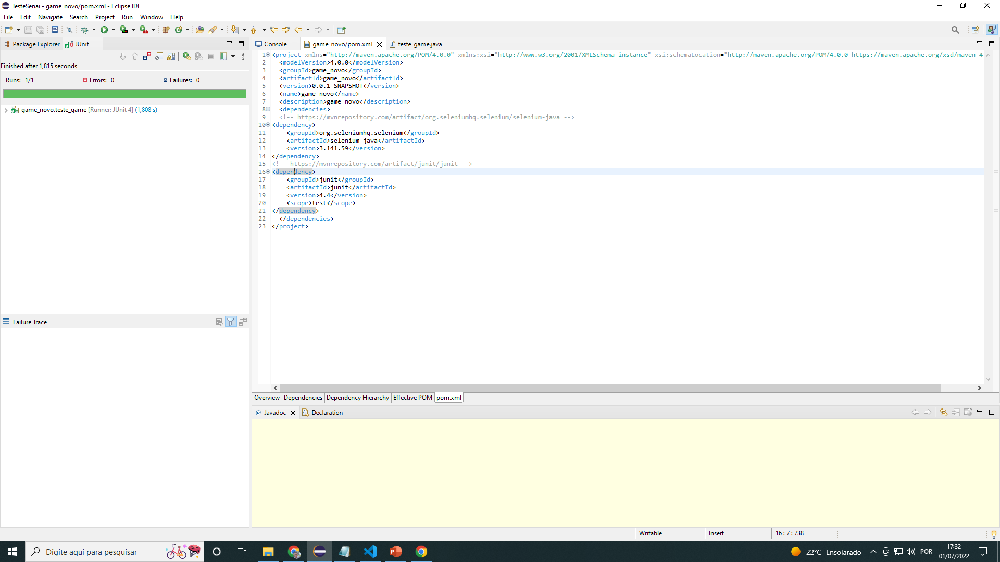 TesteSenai - game_novo/pom.xml - Eclipse IDE
File Edit Navigate Search Project Run Window Help
Package Explorer JUnit
Finished after 1,815 seconds
Runs: 1/1 Errors: 0 Failures: 0
game_novo.teste_game [Runner: JUnit 4] (1,808 s)
Failure Trace
Console game_novo/pom.xml teste_game.java
1 <project xmlns="http://maven.apache.org/POM/4.0.0" xmlns:xsi="http://www.w3.org/2001/XMLSchema-instance" xsi:schemaLocation="http://maven.apache.org/POM/4.0.0 https://maven.apache.org/xsd/maven-4
2 <modelVersion>4.0.0</modelVersion>
3 <groupId>game_novo</groupId>
4 <artifactId>game_novo</artifactId>
5 <version>0.0.1-SNAPSHOT</version>
6 <name>game_novo</name>
7 <description>game_novo</description>
8 <dependencies>
9 <!-- https://mvnrepository.com/artifact/org.seleniumhq.selenium/selenium-java -->
10 <dependency>
11 <groupId>org.seleniumhq.selenium</groupId>
12 <artifactId>selenium-java</artifactId>
13 <version>3.141.59</version>
14 </dependency>
15 <!-- https://mvnrepository.com/artifact/junit/junit -->
16 <dependency>
17 <groupId>junit</groupId>
18 <artifactId>junit</artifactId>
19 <version>4.4</version>
20 <scope>test</scope>
21 </dependency>
22 </dependencies>
23 </project>
Overview Dependencies Dependency Hierarchy Effective POM pom.xml
@ Javadoc Declaration
Writable Insert 16 : 7 : 738
Digite aqui para pesquisar
22°C Ensolarado POR 17:32
01/07/2022